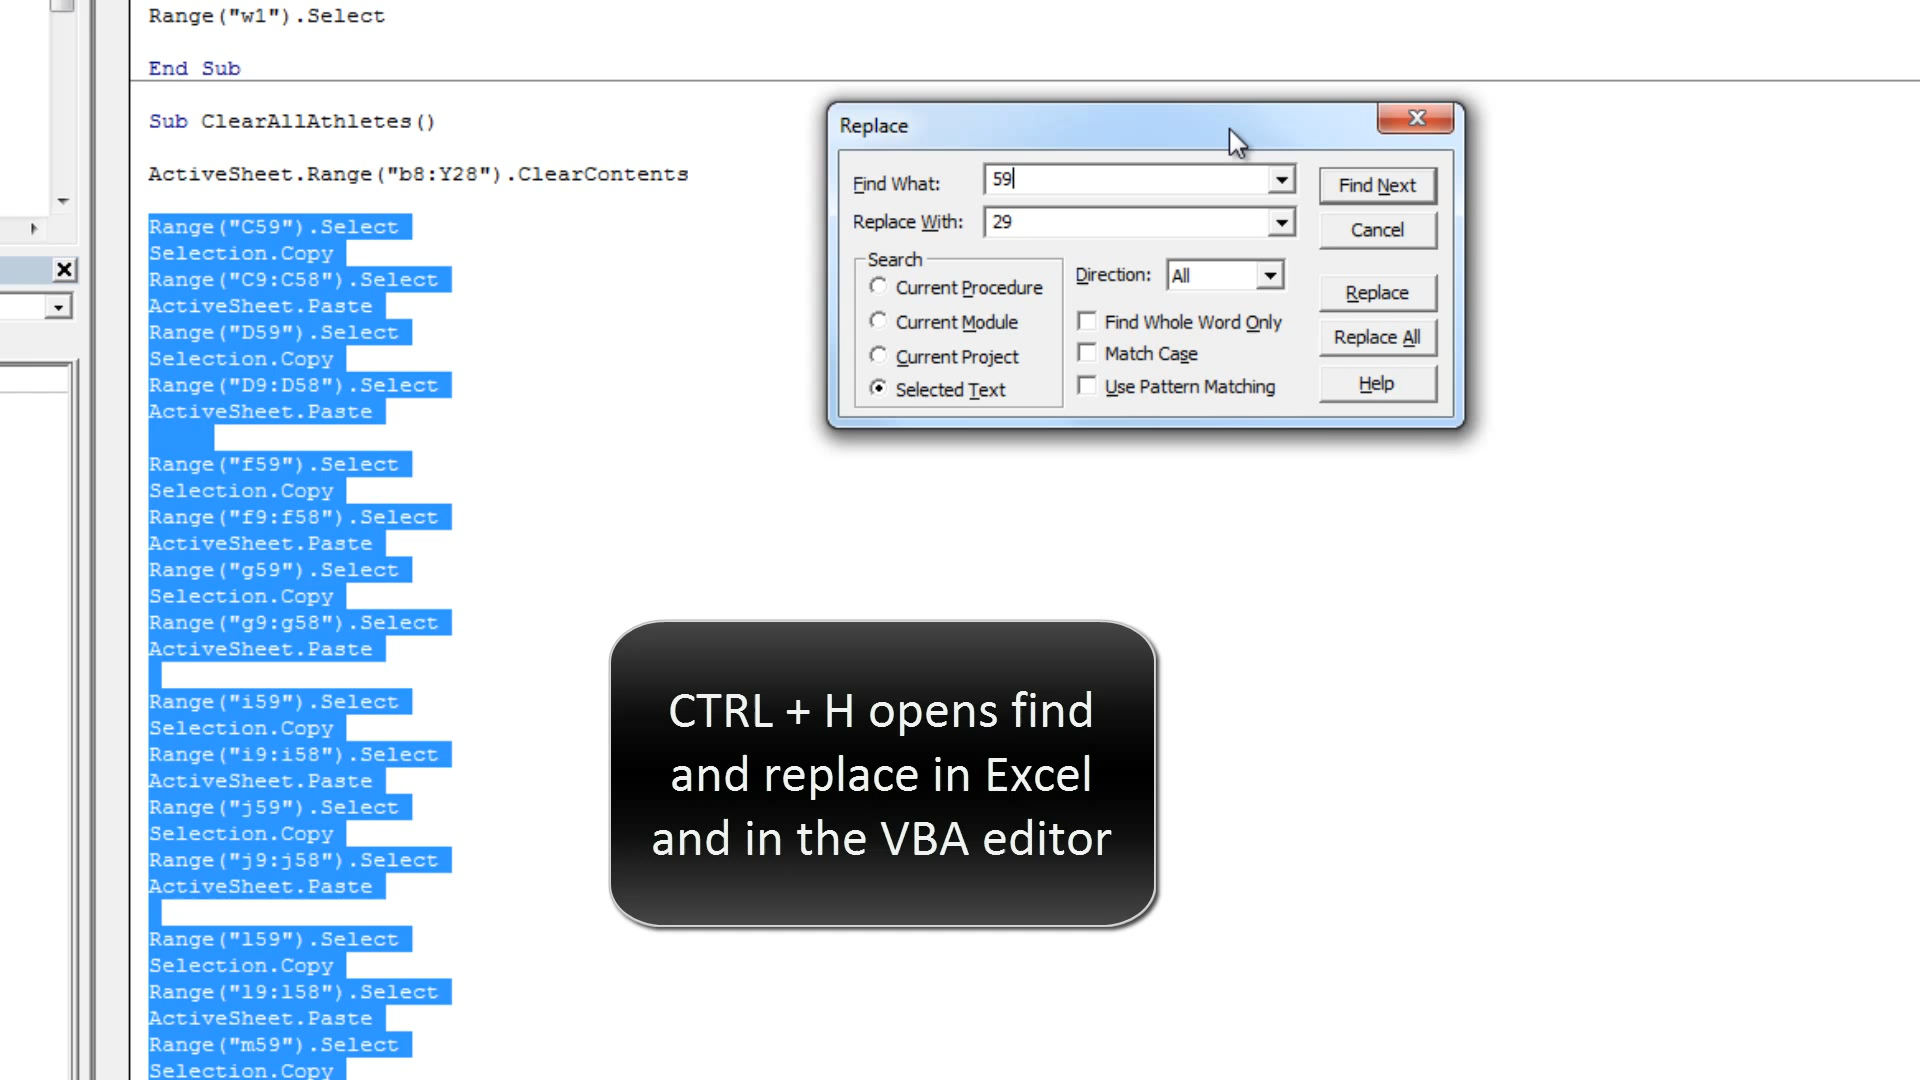 Range("w1").Select
End Sub
Sub ClearAllAthletes()
ActiveSheet.Range("b8:Y28").ClearContents
Range("C59").Select
Selection.Copy
Range("C9:C58").Select
ActiveSheet.Paste
Range("D59").Select
Selection.Copy
Range("D9:D58").Select
ActiveSheet.Paste
Range("f59").Select
Selection.Copy
Range("f9:f58").Select
ActiveSheet.Paste
Range("g59").Select
Selection.Copy
Range("g9:g58").Select
ActiveSheet.Paste
Range("i59").Select
Selection.Copy
Range("i9:i58").Select
ActiveSheet.Paste
Range("j59").Select
Selection.Copy
Range("j9:j58").Select
ActiveSheet.Paste
Range("l59").Select
Selection.Copy
Range("l9:l58").Select
ActiveSheet.Paste
Range("m59").Select
Selection.Copy
Replace
Find What: 59 Find Next
Replace With: 29 Cancel
Search
Current Procedure
Current Module
Current Project
Selected Text
Direction: All
Find Whole Word Only
Match Case
Use Pattern Matching
Replace
Replace All
Help
CTRL + H opens find
and replace in Excel
and in the VBA editor